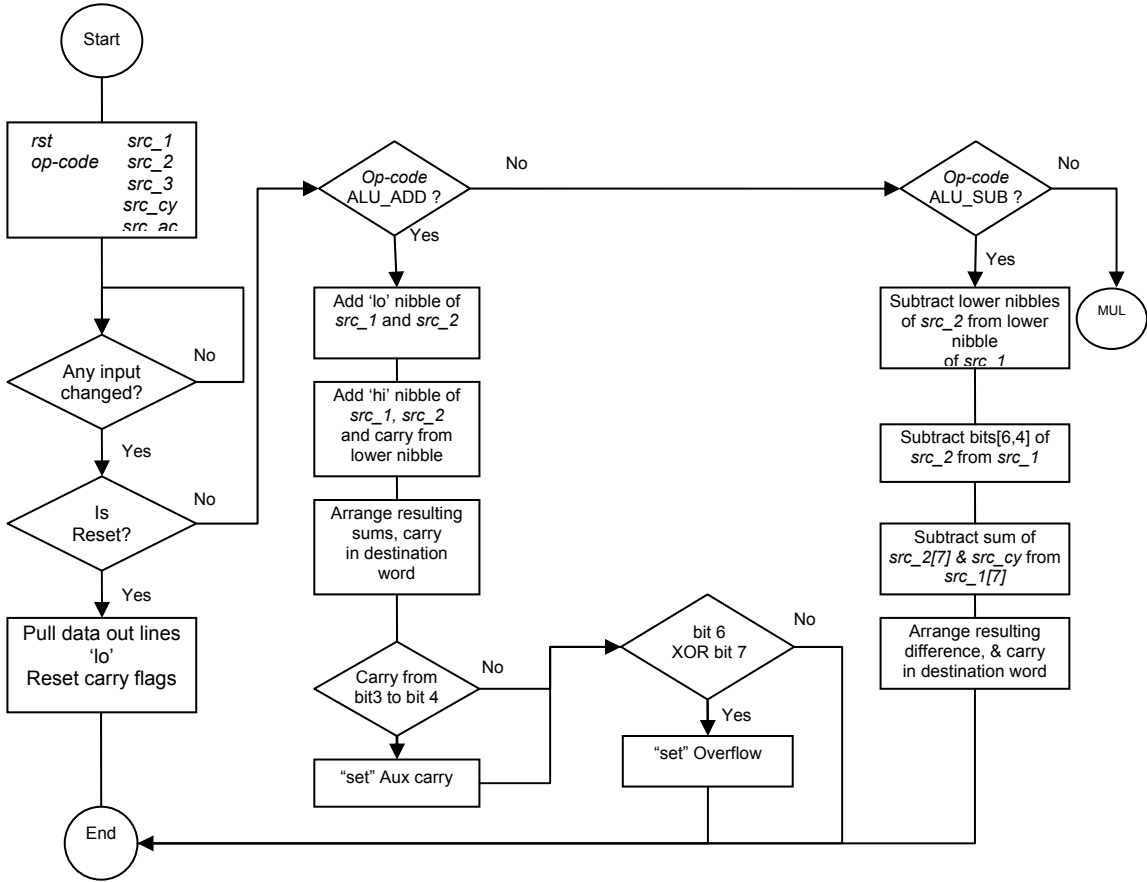 Start
rst src_1
op-code src_2
src_3
src_cy
src_ac
Any input
changed?
No
Yes
Is
Reset?
No
Yes
Pull data out lines
‘lo’
Reset carry flags
End
Op-code
ALU_ADD ?
No
Yes
Add ‘lo’ nibble of
src_1 and src_2
Add ‘hi’ nibble of
src_1, src_2
and carry from
lower nibble
Arrange resulting
sums, carry
in destination
word
Carry from
bit3 to bit 4
No
“set” Aux carry
bit 6
XOR bit 7
No
Yes
“set” Overflow
Op-code
ALU_SUB ?
No
Yes
MUL
Subtract lower nibbles
of src_2 from lower
nibble
of src_1
Subtract bits[6,4] of
src_2 from src_1
Subtract sum of
src_2[7] & src_cy from
src_1[7]
Arrange resulting
difference, & carry
in destination word